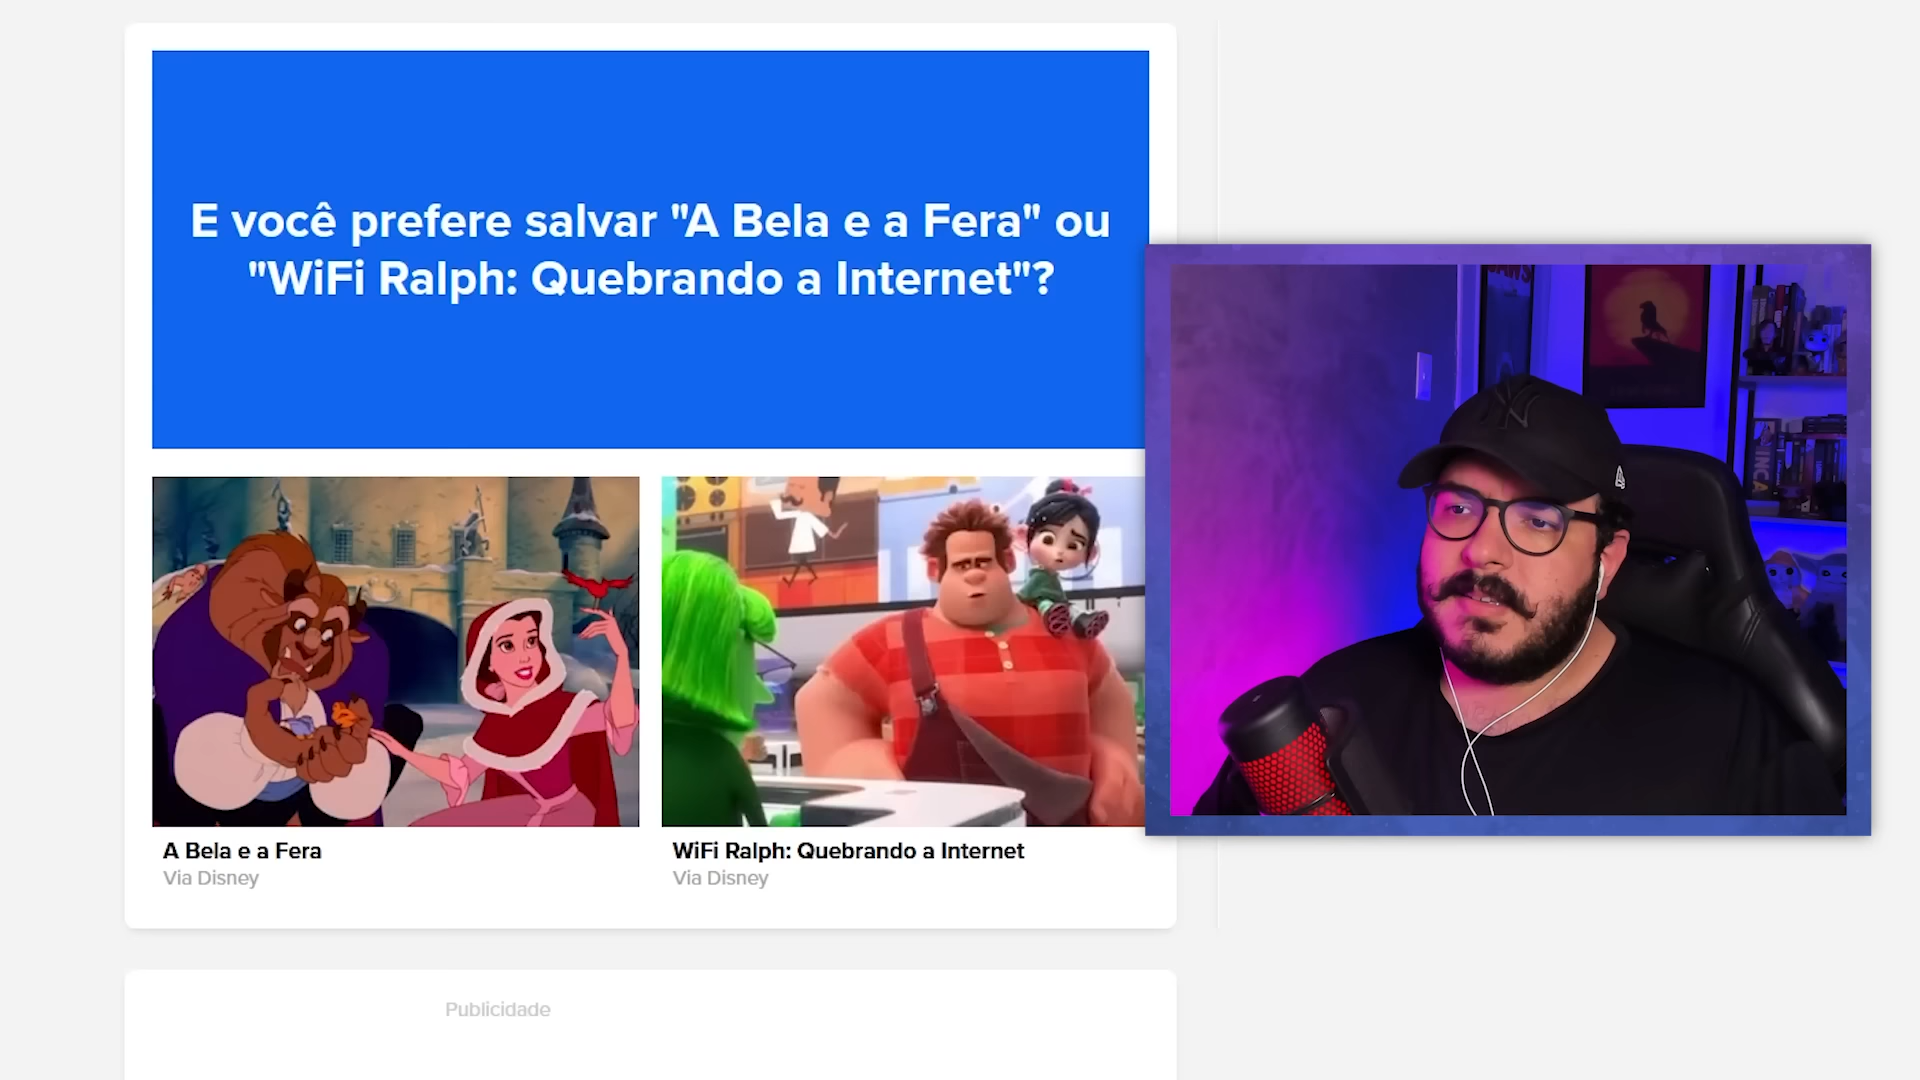 E você prefere salvar "A Bela e a Fera" ou
"WiFi Ralph: Quebrando a Internet"?
NY
A Bela e a Fera
Via Disney
WiFi Ralph: Quebrando a Internet
Via Disney
Publicidade